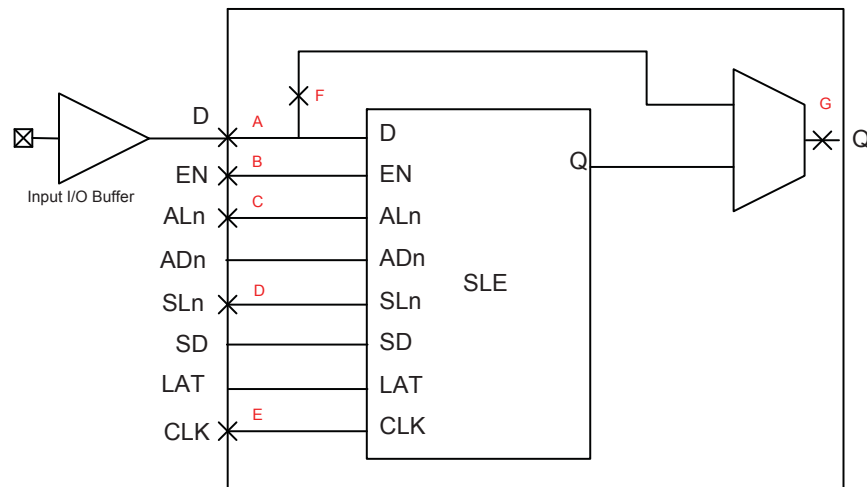 F
G
D
A
D
Q
Q
EN
B
EN
Input I/O Buffer
ALn
C
ALn
ADn
ADn
SLE
SLn
D
SLn
SD
SD
LAT
LAT
CLK
E
CLK